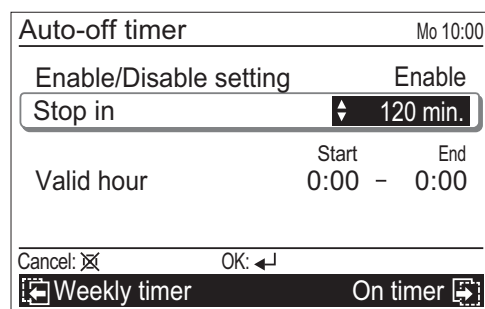 Auto-off timer Mo 10:00
Enable/Disable setting Enable
Stop in 120 min.
Start End
Valid hour 0:00 – 0:00
Cancel: OK:
Weekly timer On timer